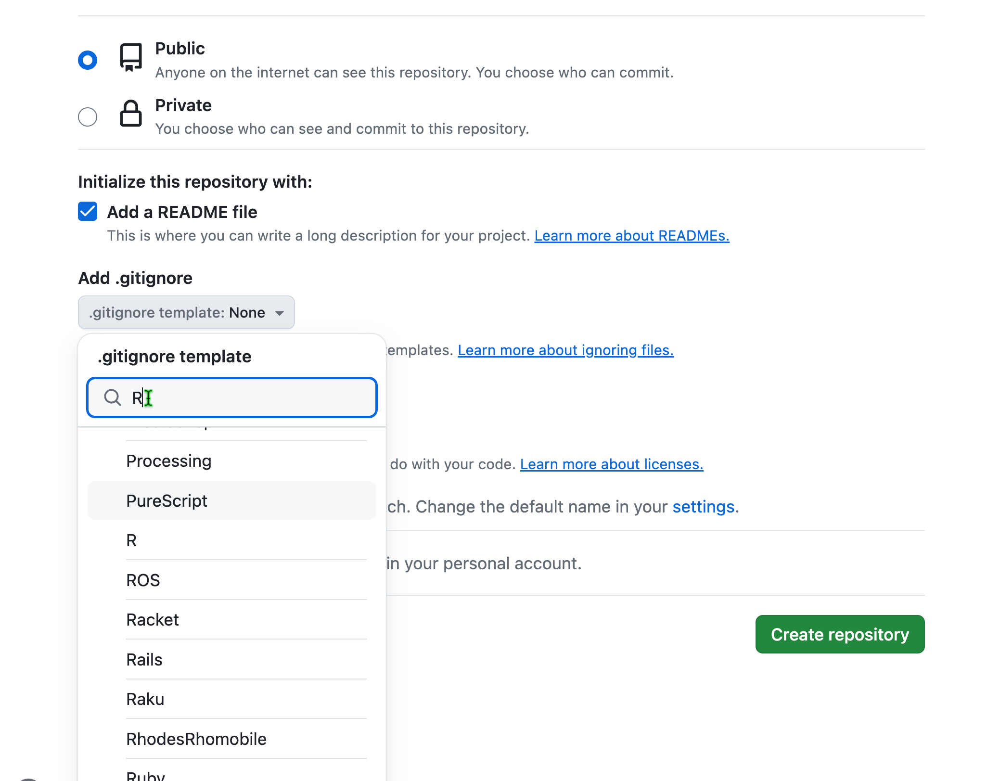 Public
Anyone on the internet can see this repository. You choose who can commit.
Private
You choose who can see and commit to this repository.
Initialize this repository with:
Add a README file
This is where you can write a long description for your project. Learn more about READMEs.
Add .gitignore
.gitignore template: None
.gitignore template
templates. Learn more about ignoring files.
R
Processing
do with your code. Learn more about licenses.
PureScript
ch. Change the default name in your settings.
R
in your personal account.
ROS
Racket
Create repository
Rails
Raku
RhodesRhomobile
Ruby